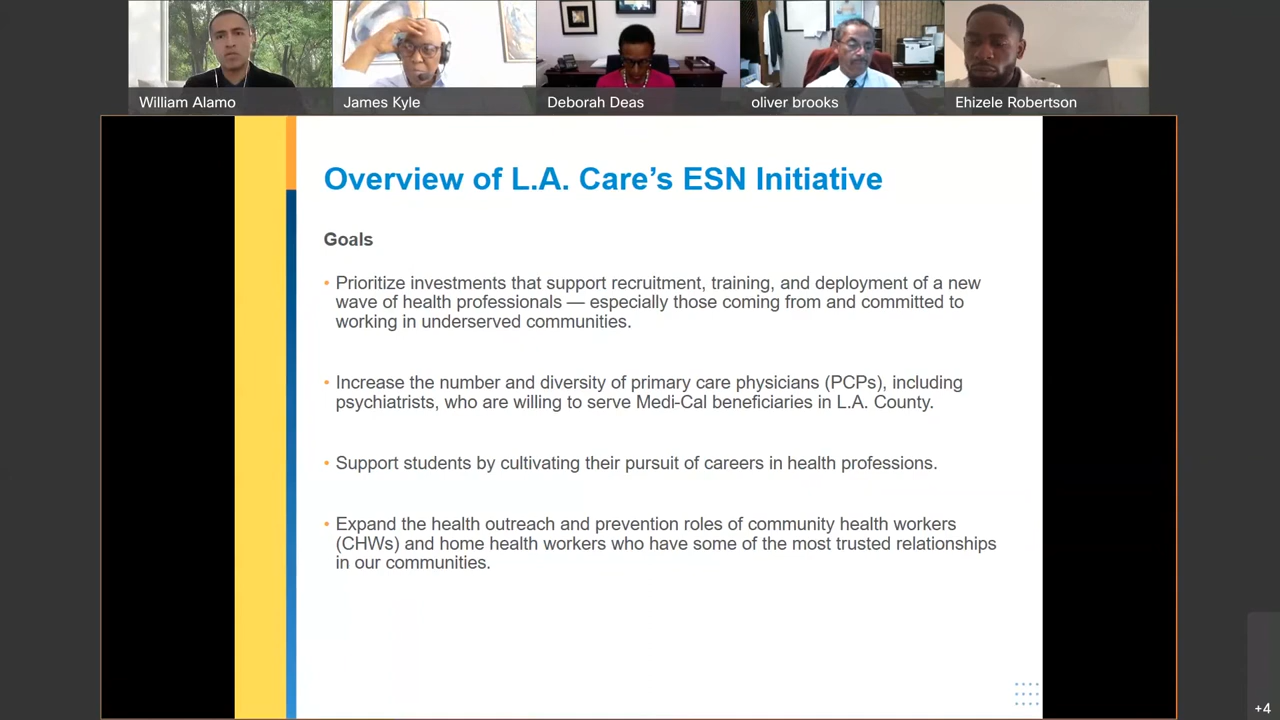 William Alamo
James Kyle
Deborah Deas
oliver brooks
Ehizele Robertson
Overview of L.A. Care’s ESN Initiative
Goals
• Prioritize investments that support recruitment, training, and deployment of a new
wave of health professionals — especially those coming from and committed to
working in underserved communities.
• Increase the number and diversity of primary care physicians (PCPs), including
psychiatrists, who are willing to serve Medi-Cal beneficiaries in L.A. County.
• Support students by cultivating their pursuit of careers in health professions.
• Expand the health outreach and prevention roles of community health workers
(CHWs) and home health workers who have some of the most trusted relationships
in our communities.
+4